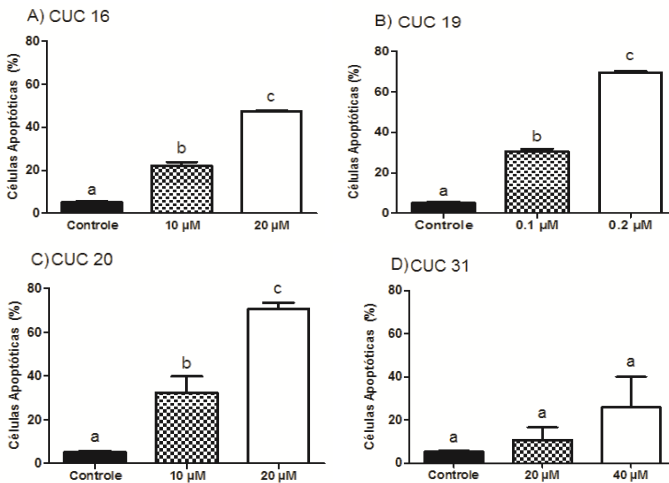 A) CUC 16
Células Apoptóticas (%)
80
60
40
20
0
a
b
c
Controle
10 µM
20 µM
B) CUC 19
Células Apoptóticas (%)
80
60
40
20
0
a
b
c
Controle
0.1 µM
0.2 µM
C) CUC 20
Células Apoptóticas (%)
80
60
40
20
0
a
b
c
Controle
10 µM
20 µM
D) CUC 31
Células Apoptóticas (%)
80
60
40
20
0
a
a
a
Controle
20 µM
40 µM